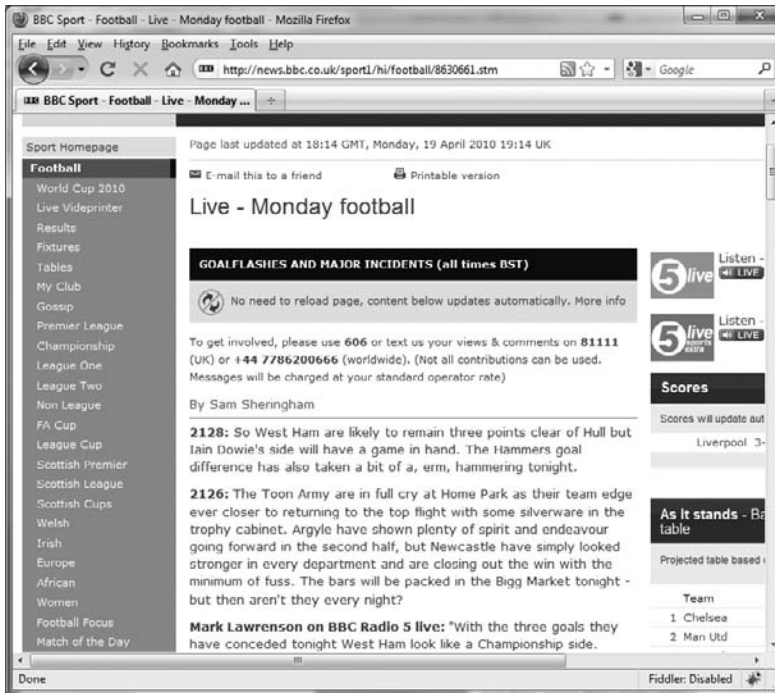 BBC Sport - Football - Live - Monday football - Mozilla Firefox
File Edit View History Bookmarks Tools Help
http://news.bbc.co.uk/sport1/hi/football/8630661.stm
Google
BBC Sport - Football - Live - Monday ...
Sport Homepage
Football
World Cup 2010
Live Videprinter
Results
Fixtures
Tables
My Club
Gossip
Premier League
Championship
League One
League Two
Non League
FA Cup
League Cup
Scottish Premier
Scottish League
Scottish Cups
Welsh
Irish
Europe
African
Women
Football Focus
Match of the Day
Page last updated at 18:14 GMT, Monday, 19 April 2010 19:14 UK
E-mail this to a friend
Printable version
Live - Monday football
GOALFLASHES AND MAJOR INCIDENTS (all times BST)
No need to reload page, content below updates automatically. More info
To get involved, please use 606 or text us your views & comments on 81111
(UK) or +44 7786200666 (worldwide). (Not all contributions can be used.
Messages will be charged at your standard operator rate)
By Sam Sheringham
2128: So West Ham are likely to remain three points clear of Hull but
Iain Dowie's side will have a game in hand. The Hammers goal
difference has also taken a bit of a, erm, hammering tonight.
2126: The Toon Army are in full cry at Home Park as their team edge
ever closer to returning to the top flight with some silverware in the
trophy cabinet. Argyle have shown plenty of spirit and endeavour
going forward in the second half, but Newcastle have simply looked
stronger in every department and are closing out the win with the
minimum of fuss. The bars will be packed in the Bigg Market tonight -
but then aren't they every night?
Mark Lawrenson on BBC Radio 5 live: "With the three goals they
have conceded tonight West Ham look like a Championship side.
5 live
Listen -
LIVE
5 live sports extra
Listen -
LIVE
Scores
Scores will update aut
Liverpool 3-
As it stands - Ba
table
Projected table based
Team
1 Chelsea
2 Man Utd
Done
Fiddler: Disabled